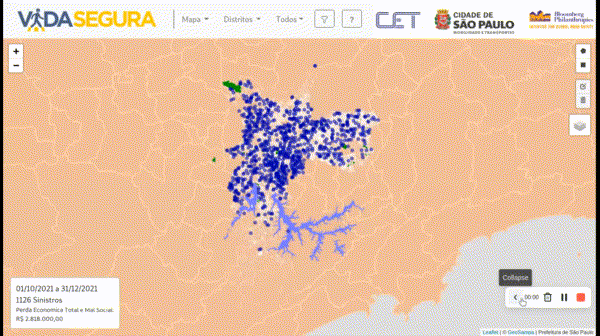 VIDASEGURA
Mapa
Distritos
Todos
?
CET
CIDADE DE
SÃO PAULO
MOBILIDADE E TRANSPORTES
Bloomberg
Philanthropies
+
−
01/10/2021 a 31/12/2021
1126 Sinistros
Perda Economica Total e Mal Social:
R$ 2.818.000,00
Collapse
00:00
Leaflet | © GeoSampa | Prefeitura de São Paulo